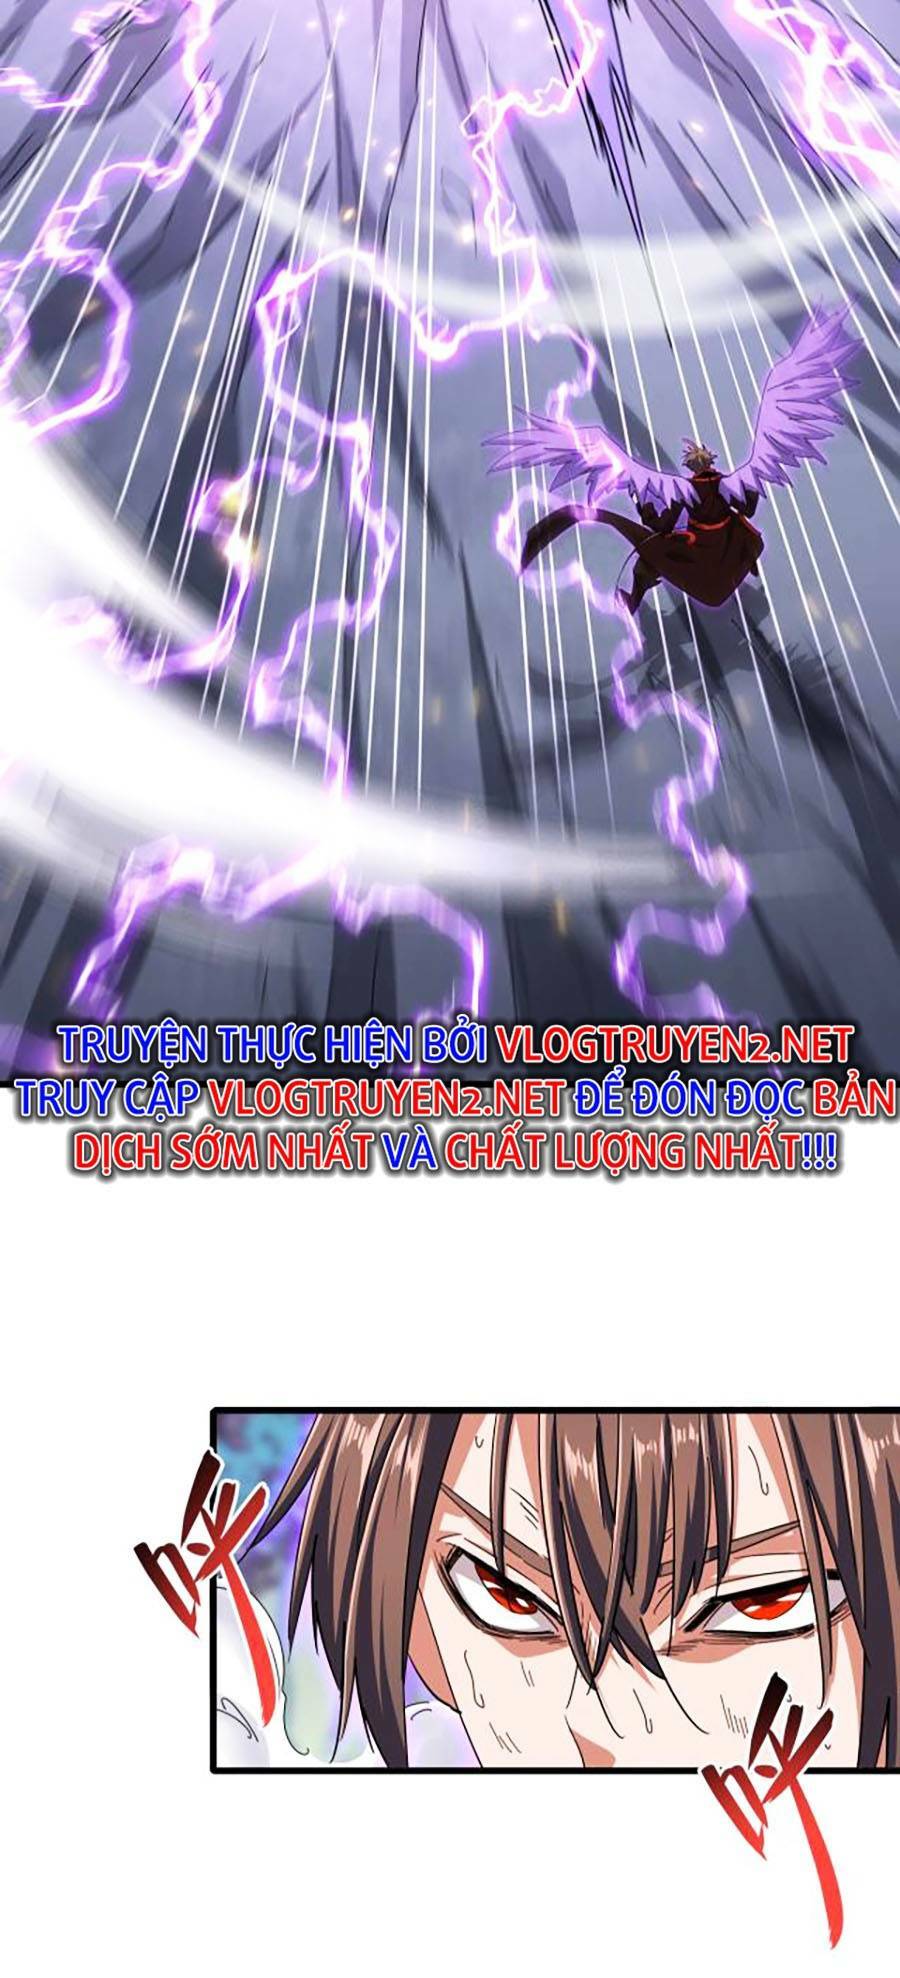 TRUYỆN THỰC HIỆN BỞI VLOGTRUYEN2.NET
TRUY CẬP VLOGTRUYEN2.NET ĐỂ ĐÓN ĐỌC BẢN
DỊCH SỚM NHẤT VÀ CHẤT LƯỢNG NHẤT!!!
呼
呼